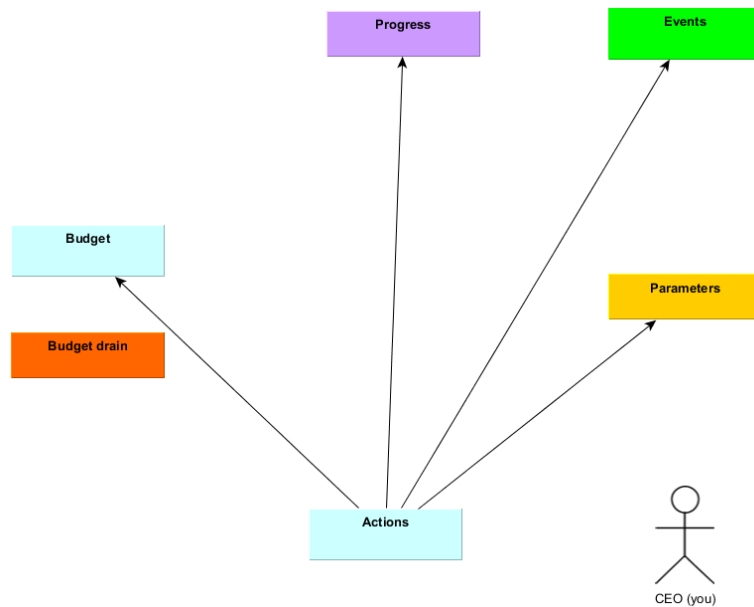 Progress
Events
Budget
Parameters
Budget drain
Actions
CEO (you)